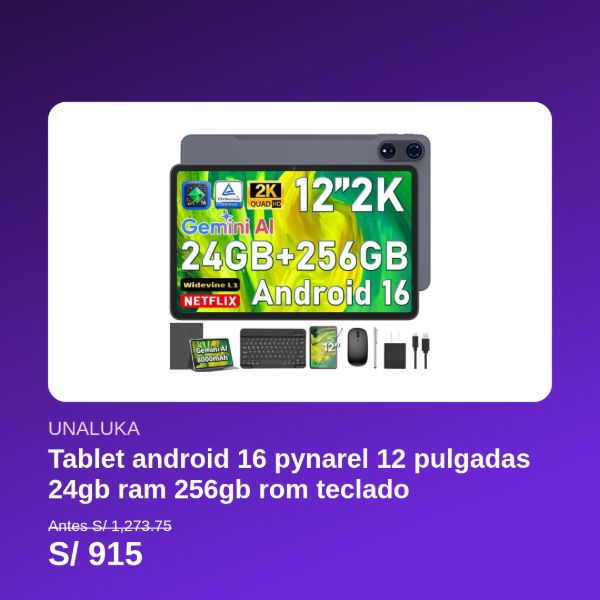 2K
QUAD HD
12”2K
Gemini AI
24GB+256GB
Widevine L1
NETFLIX
Android 16
Gemini AI
8000mAh
12"
UNALUKA
Tablet android 16 pynarel 12 pulgadas
24gb ram 256gb rom teclado
Antes S/ 1,273.75
S/ 915